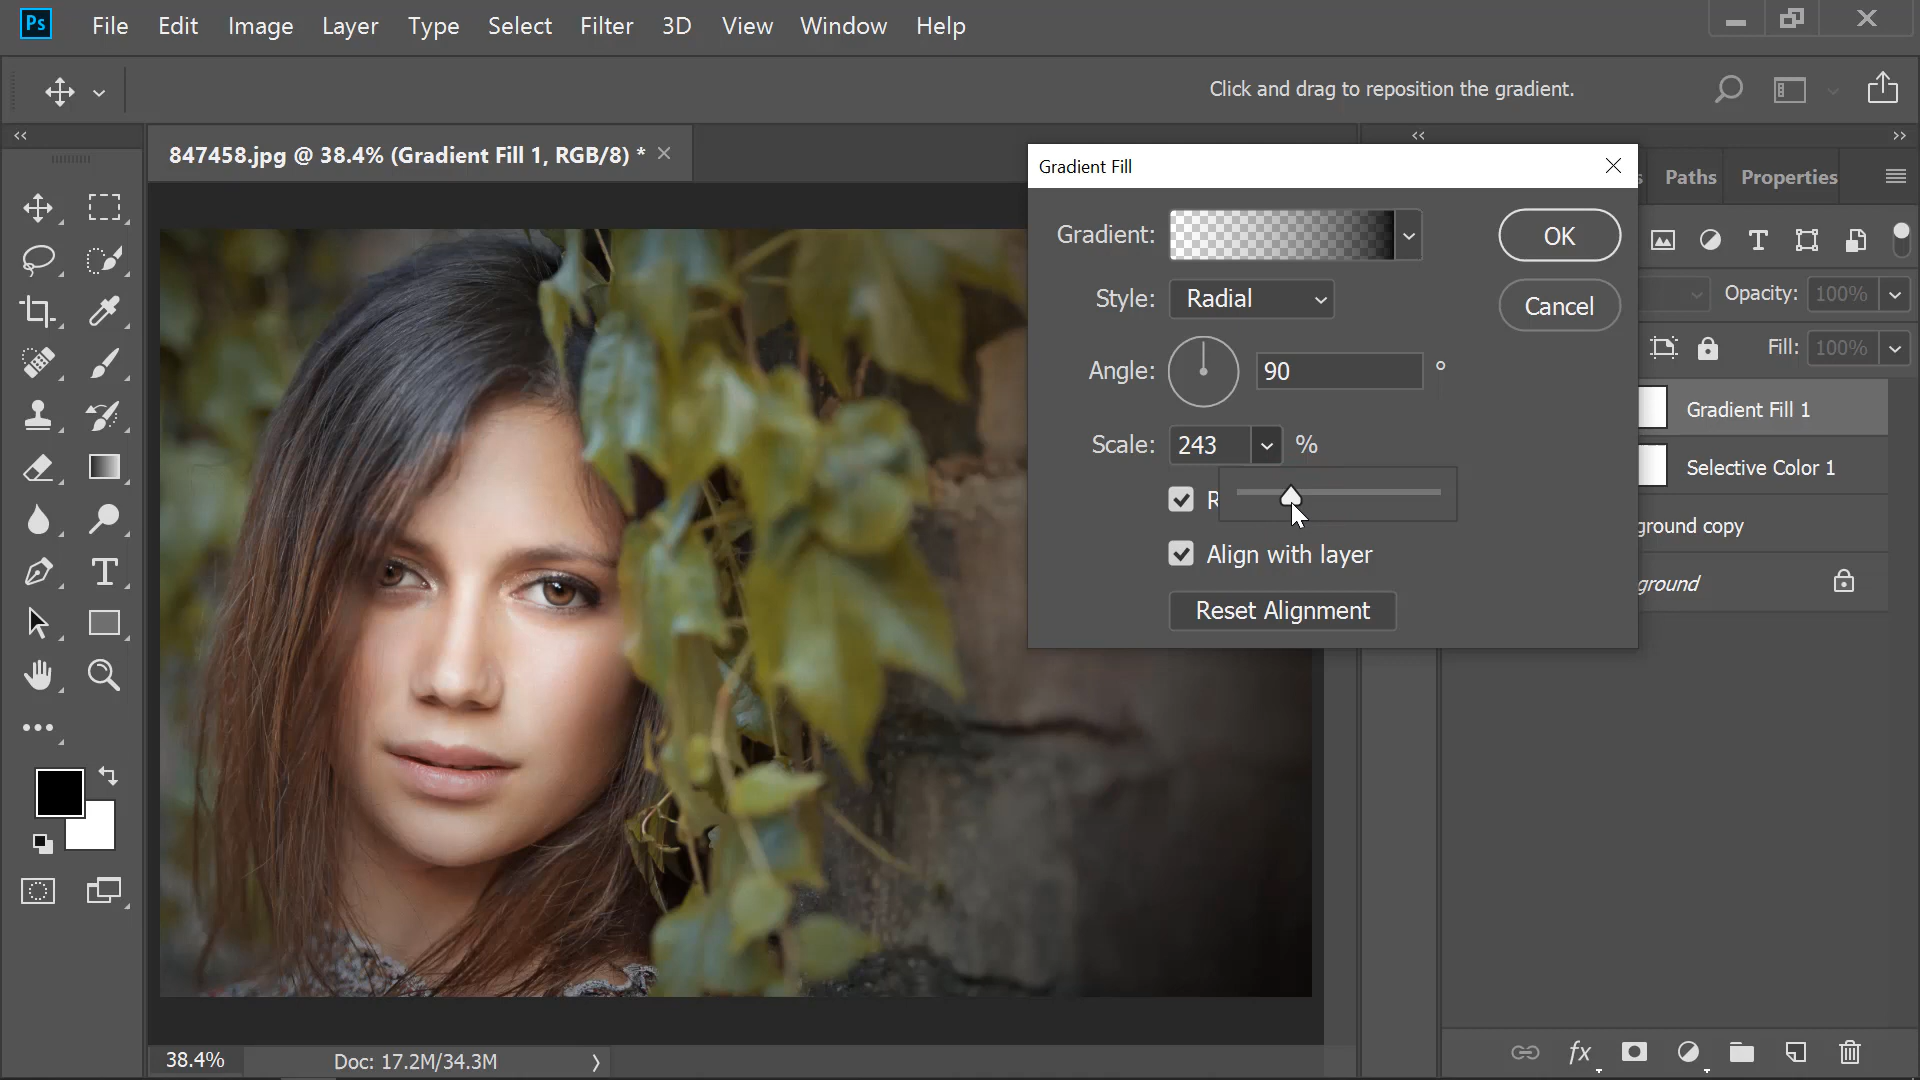 Ps File Edit Image Layer Type Select Filter 3D View Window Help
Click and drag to reposition the gradient.
847458.jpg @ 38.4% (Gradient Fill 1, RGB/8) *
Gradient Fill
Gradient:
OK
Style: Radial
Cancel
Angle: 90 °
Scale: 243 %
R
Align with layer
Reset Alignment
s Paths Properties
Opacity: 100%
Fill: 100%
Gradient Fill 1
Selective Color 1
ground copy
ground
38.4% Doc: 17.2M/34.3M
fx